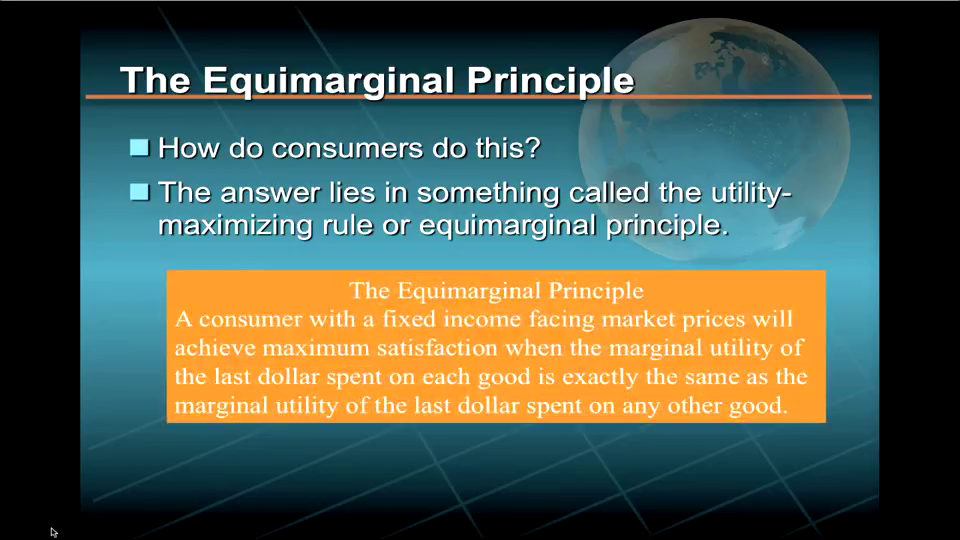 The Equimarginal Principle
How do consumers do this?
The answer lies in something called the utility-
maximizing rule or equimarginal principle.
The Equimarginal Principle
A consumer with a fixed income facing market prices will
achieve maximum satisfaction when the marginal utility of
the last dollar spent on each good is exactly the same as the
marginal utility of the last dollar spent on any other good.